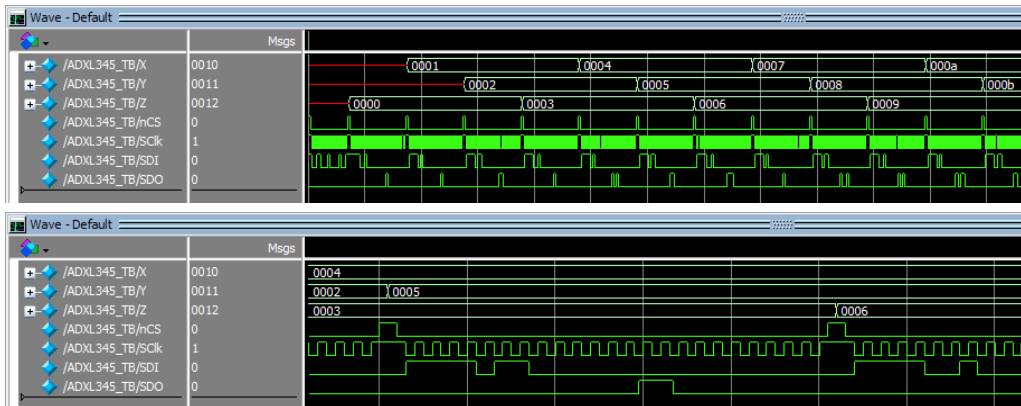 Wave - Default
Msgs
/ADXL345_TB/X 0010 0001 0004 0007 000a
/ADXL345_TB/Y 0011 0002 0005 0008 000b
/ADXL345_TB/Z 0012 0000 0003 0006 0009
/ADXL345_TB/nCS 0
/ADXL345_TB/SClk 1
/ADXL345_TB/SDI 0
/ADXL345_TB/SDO 0
Wave - Default
Msgs
/ADXL345_TB/X 0010 0004
/ADXL345_TB/Y 0011 0002 0005
/ADXL345_TB/Z 0012 0003 0006
/ADXL345_TB/nCS 0
/ADXL345_TB/SClk 1
/ADXL345_TB/SDI 0
/ADXL345_TB/SDO 0